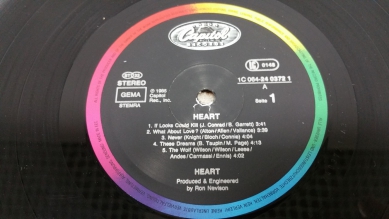 Capitol
RECORDS
STEREO
GEMA
STEMRA
℗ 1985
Capitol
Rec., Inc.
K
9149
1C 064-24 0372 1
A
Seite 1
HEART
1. If Looks Could Kill (J. Conrad / B. Garrett) 3:41
2. What About Love? (Alton/Allen / Vallance) 3:39
3. Never (Knight / Bloch / Connie) 4:04
4. These Dreams (B. Taupin / M. Page) 4:13
5. The Wolf (Wilson / Wilson / Leese /
Andes / Carmassi / Ennis) 4:02
HEART
Produced & Engineered
by Ron Nevison